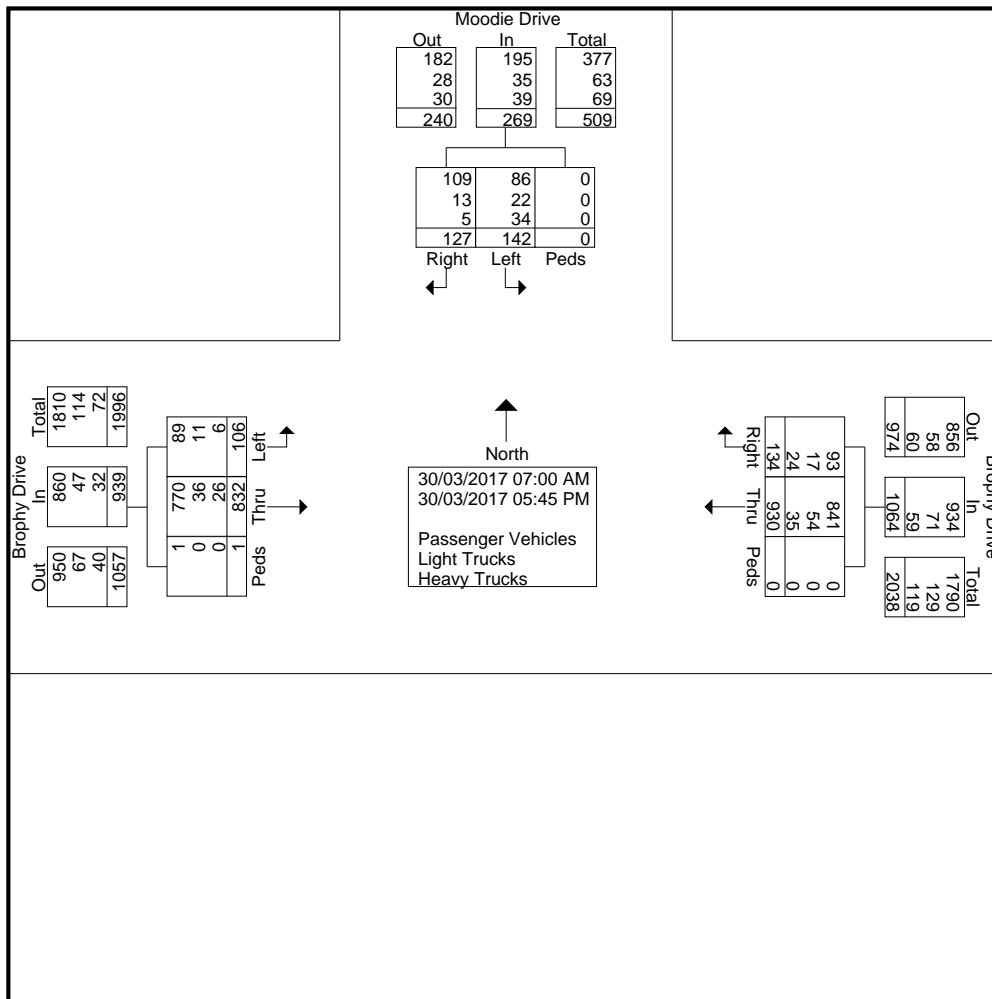 Moodie Drive
Out In Total
182 195 377
28 35 63
30 39 69
240 269 509
109 86 0
13 22 0
5 34 0
127 142 0
Right Left Peds
Brophy Drive
Total In Out
1810 860 950
114 47 67
72 32 40
1996 939 1057
Left Thru Peds
89 770 1
11 36 0
6 26 0
106 832 1
North
30/03/2017 07:00 AM
30/03/2017 05:45 PM
Passenger Vehicles
Light Trucks
Heavy Trucks
Right Thru Peds
93 841 0
17 54 0
24 35 0
134 930 0
Brophy Drive
Out In Total
856 934 1790
58 71 129
60 59 119
974 1064 2038